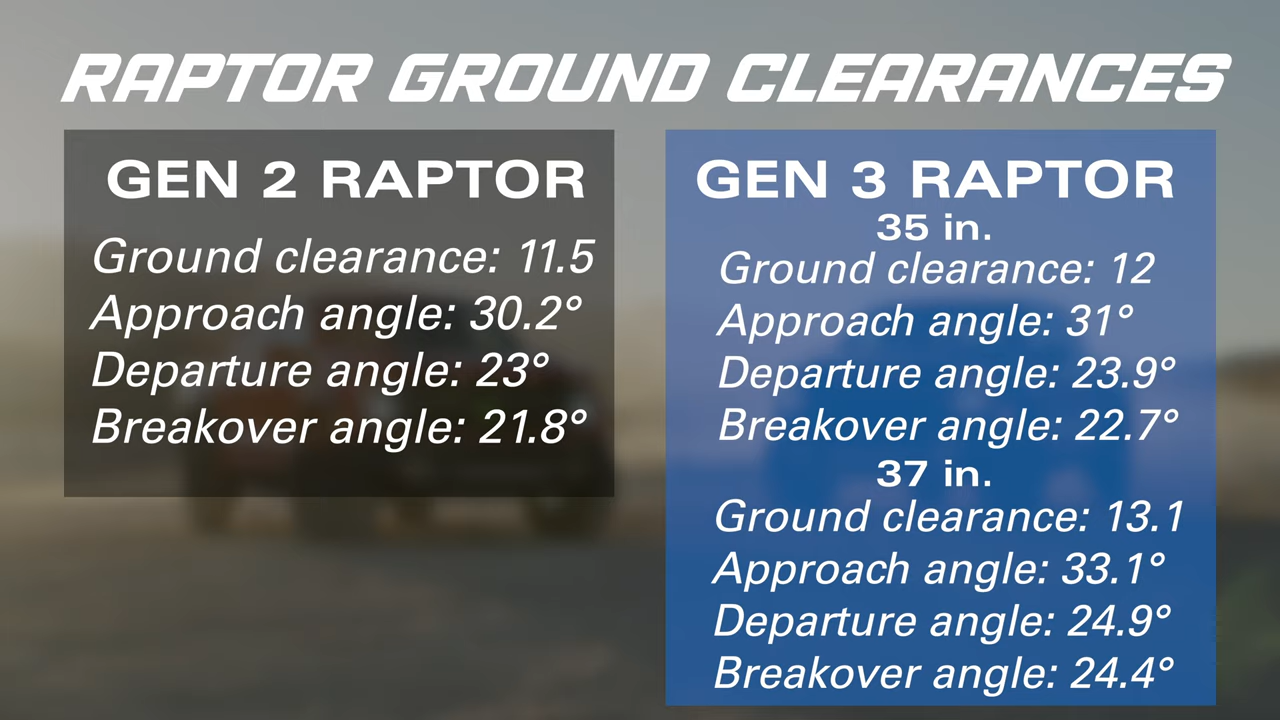 RAPTOR GROUND CLEARANCES
GEN 2 RAPTOR
Ground clearance: 11.5
Approach angle: 30.2°
Departure angle: 23°
Breakover angle: 21.8°
GEN 3 RAPTOR
35 in.
Ground clearance: 12
Approach angle: 31°
Departure angle: 23.9°
Breakover angle: 22.7°
37 in.
Ground clearance: 13.1
Approach angle: 33.1°
Departure angle: 24.9°
Breakover angle: 24.4°